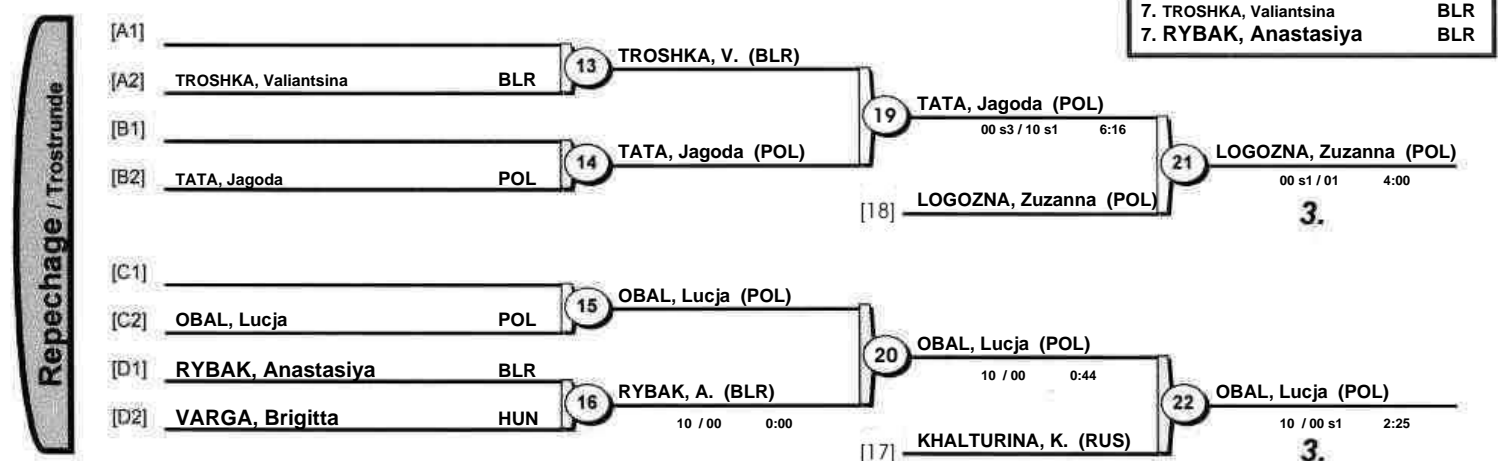 7. TROSHKA, Valiantsina BLR
7. RYBAK, Anastasiya BLR
Repechage / Trostrunde
[A1]
[A2] TROSHKA, Valiantsina BLR
13 TROSHKA, V. (BLR)
[B1]
[B2] TATA, Jagoda POL
14 TATA, Jagoda (POL)
19 TATA, Jagoda (POL)
00 s3 / 10 s1 6:16
[18] LOGOZNA, Zuzanna (POL)
21 LOGOZNA, Zuzanna (POL)
00 s1 / 01 4:00
3.
[C1]
[C2] OBAL, Lucja POL
15 OBAL, Lucja (POL)
[D1] RYBAK, Anastasiya BLR
[D2] VARGA, Brigitta HUN
16 RYBAK, A. (BLR)
10 / 00 0:00
20 OBAL, Lucja (POL)
10 / 00 0:44
[17] KHALTURINA, K. (RUS)
22 OBAL, Lucja (POL)
10 / 00 s1 2:25
3.